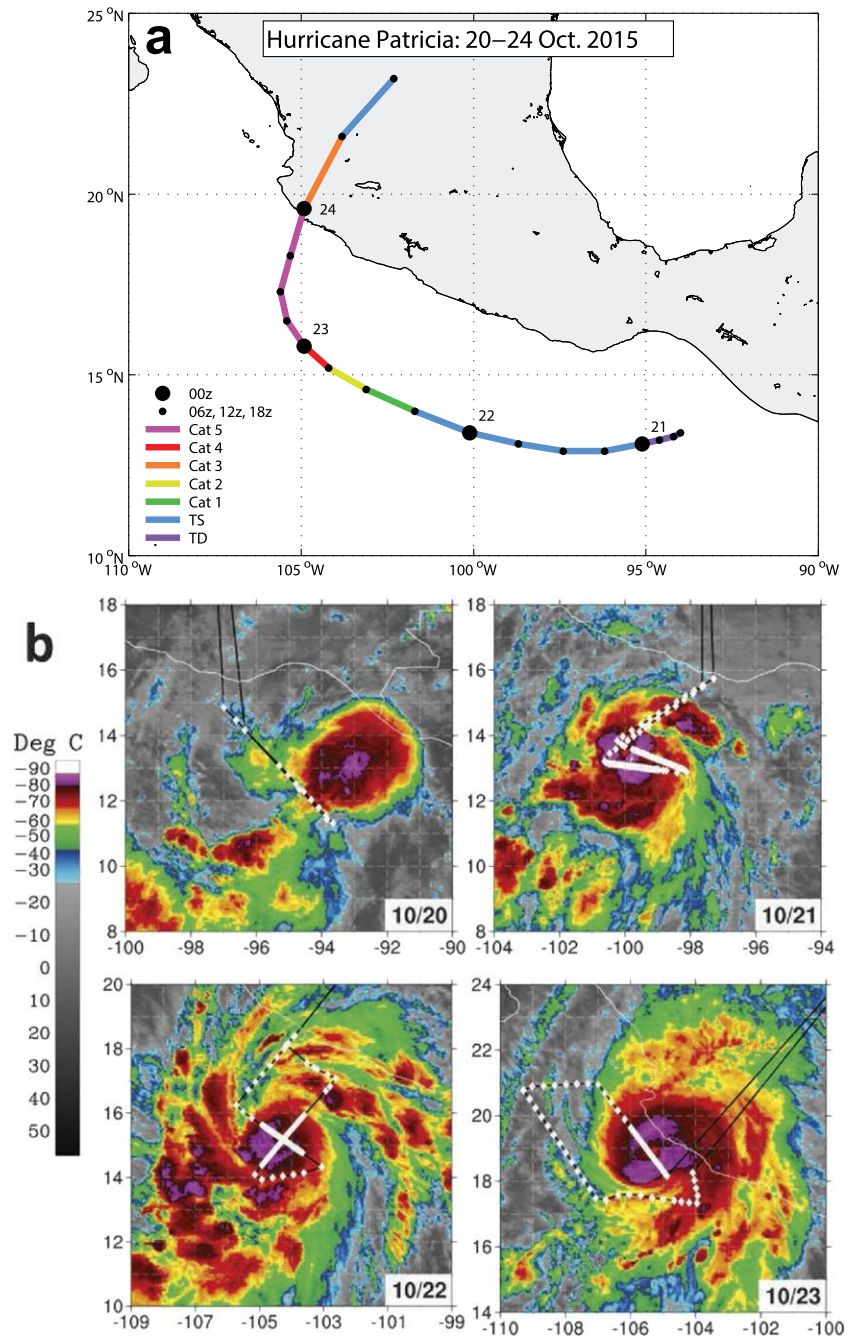 a
Hurricane Patricia: 20−24 Oct. 2015
25°N
20 °N
15°N
10 °N
110°W
105 °W
100°W
95°W
90°W
24
23
22
21
00z
06z, 12z, 18z
Cat 5
Cat 4
Cat 3
Cat 2
Cat 1
TS
TD
b
Deg C
−90
−80
−70
−60
−50
−40
−30
−20
−10
0
10
20
30
40
50
18
16
14
12
10
8
-100 -98 -96 -94 -92 -90
10/20
18
16
14
12
10
8
-104 -102 -100 -98 -96 -94
10/21
20
18
16
14
12
10
-109 -107 -105 -103 -101 -99
10/22
24
22
20
18
16
14
-110 -108 -106 -104 -102 -100
10/23